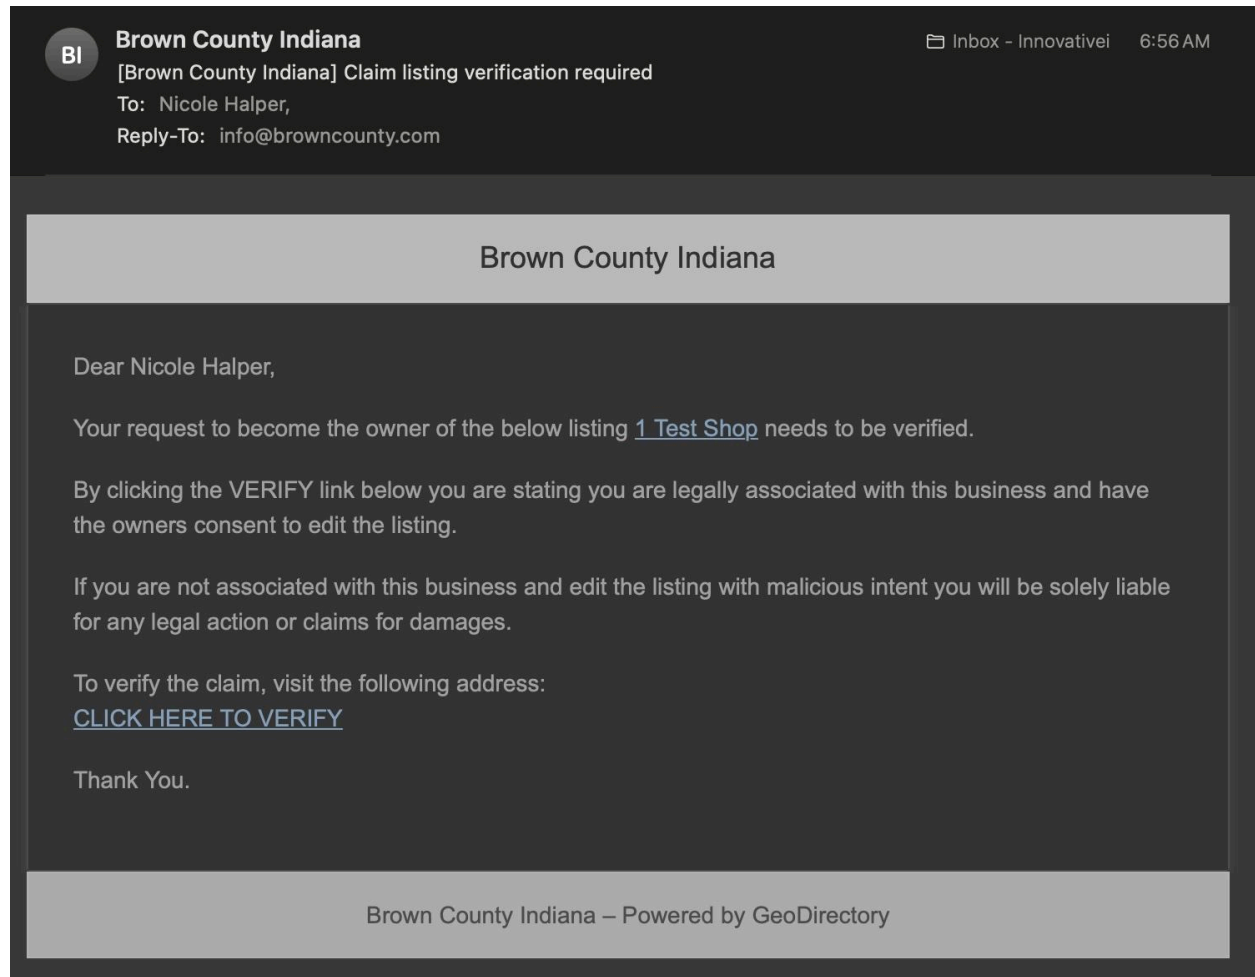 BI
Brown County Indiana
Inbox - Innovativei 6:56 AM
[Brown County Indiana] Claim listing verification required
To: Nicole Halper,
Reply-To: info@browncounty.com
Brown County Indiana
Dear Nicole Halper,
Your request to become the owner of the below listing 1 Test Shop needs to be verified.
By clicking the VERIFY link below you are stating you are legally associated with this business and have
the owners consent to edit the listing.
If you are not associated with this business and edit the listing with malicious intent you will be solely liable
for any legal action or claims for damages.
To verify the claim, visit the following address:
CLICK HERE TO VERIFY
Thank You.
Brown County Indiana – Powered by GeoDirectory